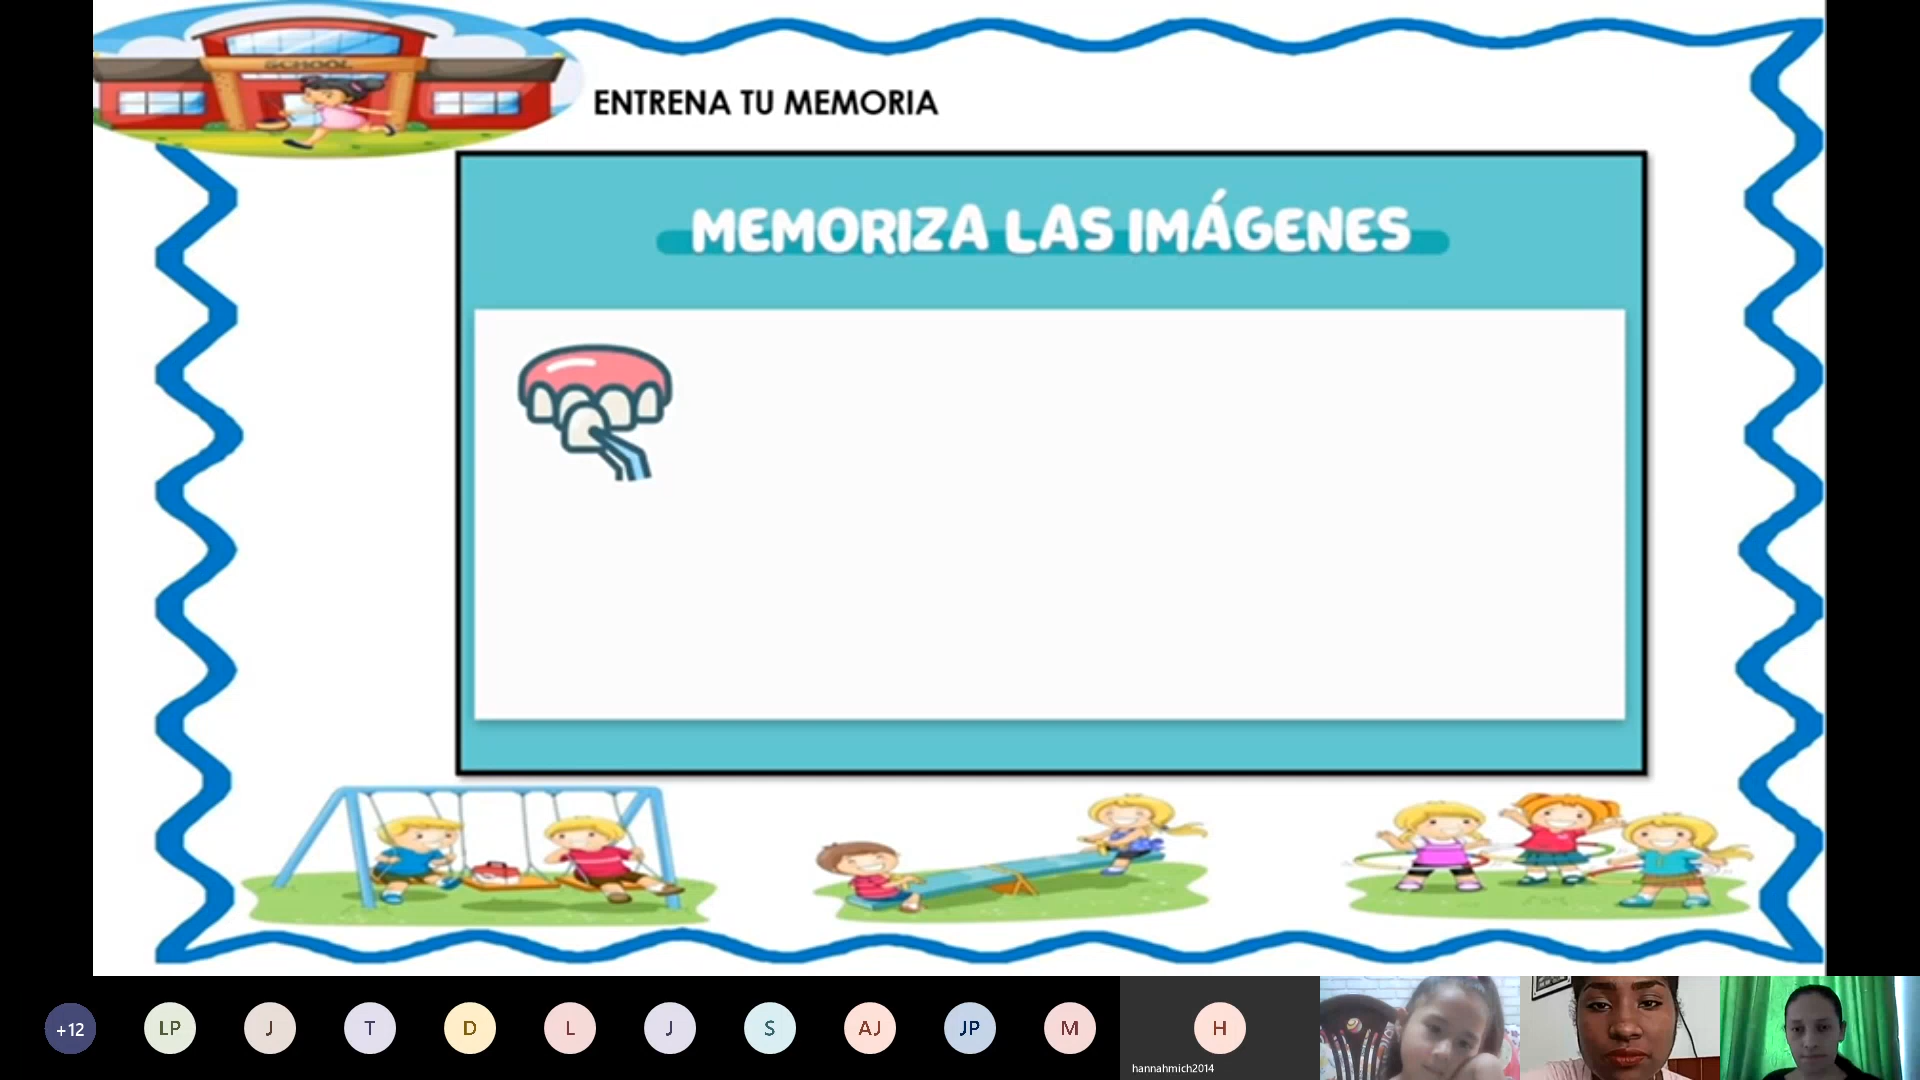 SCHOOL
ENTRENA TU MEMORIA
MEMORIZA LAS IMÁGENES
+12
LP
J
T
D
L
J
S
AJ
JP
M
H
hannahmich2014